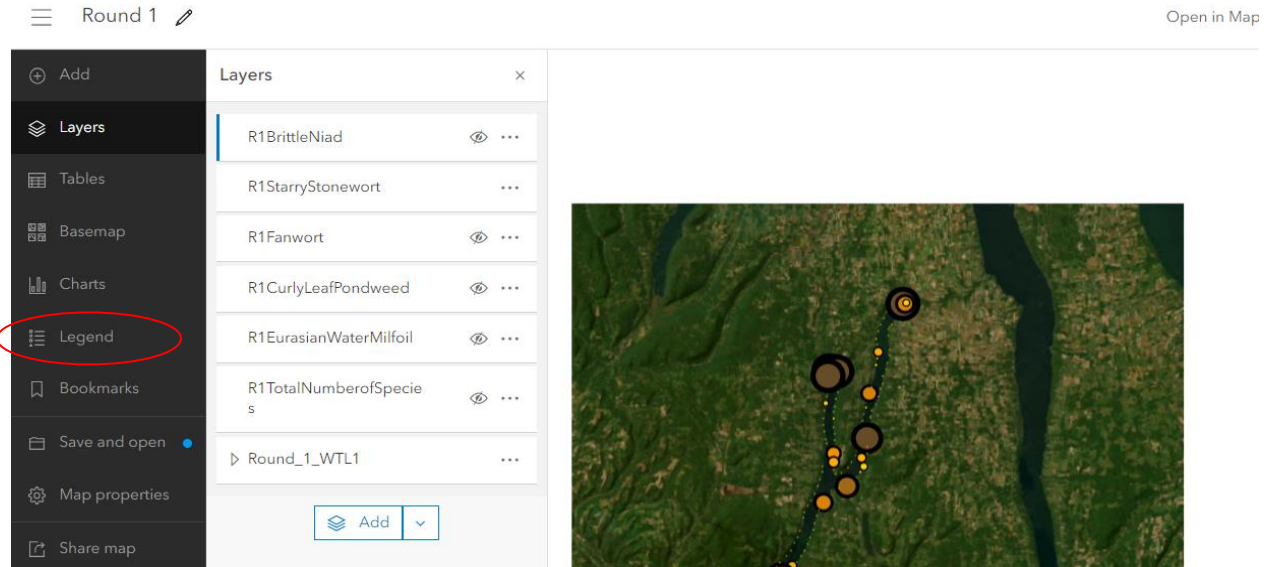 Round 1
Open in Map
Add
Layers
Tables
Basemap
Charts
Legend
Bookmarks
Save and open
Map properties
Share map
Layers
R1BrittleNiad
R1StarryStonewort
R1Fanwort
R1CurlyLeafPondweed
R1EurasianWaterMilfoil
R1TotalNumberofSpecie
s
Round_1_WTL1
Add